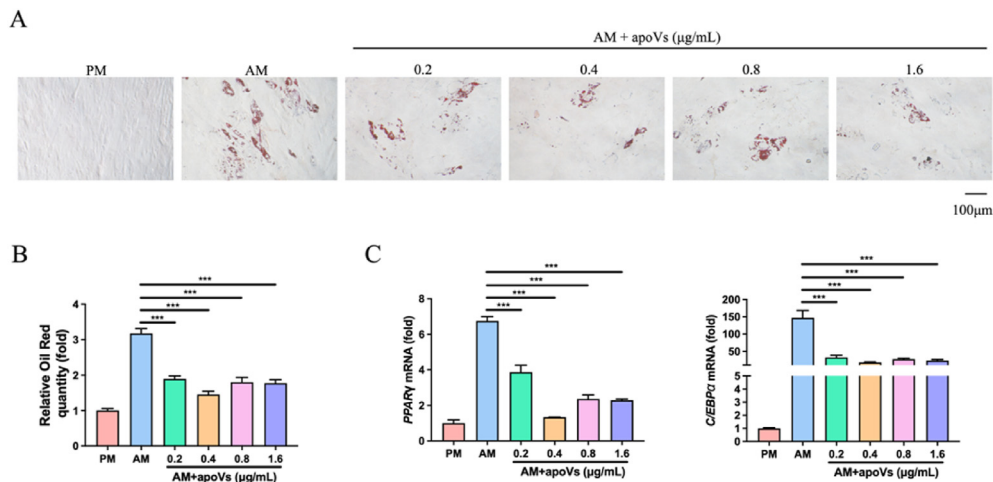 A
AM + apoVs (μg/mL)
PM AM 0.2 0.4 0.8 1.6
100μm
B
Relative Oil Red
quantity (fold)
4
3
2
1
0
***
***
***
***
PM AM 0.2 0.4 0.8 1.6
AM+apoVs (μg/mL)
C
PPARγ mRNA (fold)
8
6
4
2
0
***
***
***
***
PM AM 0.2 0.4 0.8 1.6
AM+apoVs (μg/mL)
C/EBPα mRNA (fold)
200
150
100
50
5
4
3
2
1
0
***
***
***
***
PM AM 0.2 0.4 0.8 1.6
AM+apoVs (μg/mL)